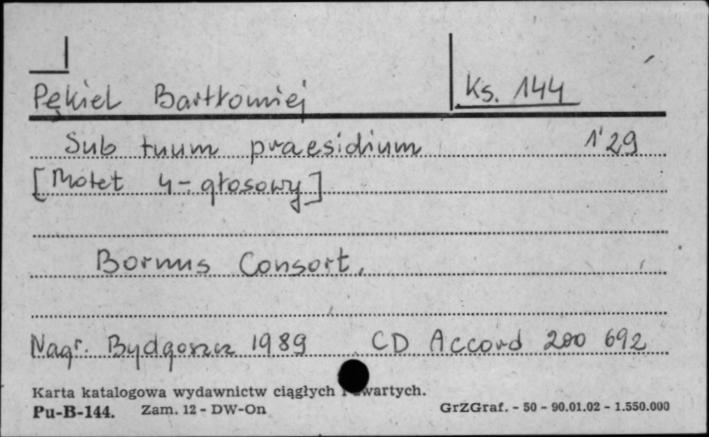 Pękiel Bartłomiej Ks. 144
Sub tuum praesidium 1'29
[Motet 4-głosowy]
Bornus Consort.
Nagr. Bydgoszcz 1989 CD Accord 200 692
Karta katalogowa wydawnictw ciągłych i zwartych.
Pu-B-144. Zam. 12 - DW-On GrZGraf. - 50 - 90.01.02 - 1.550.000